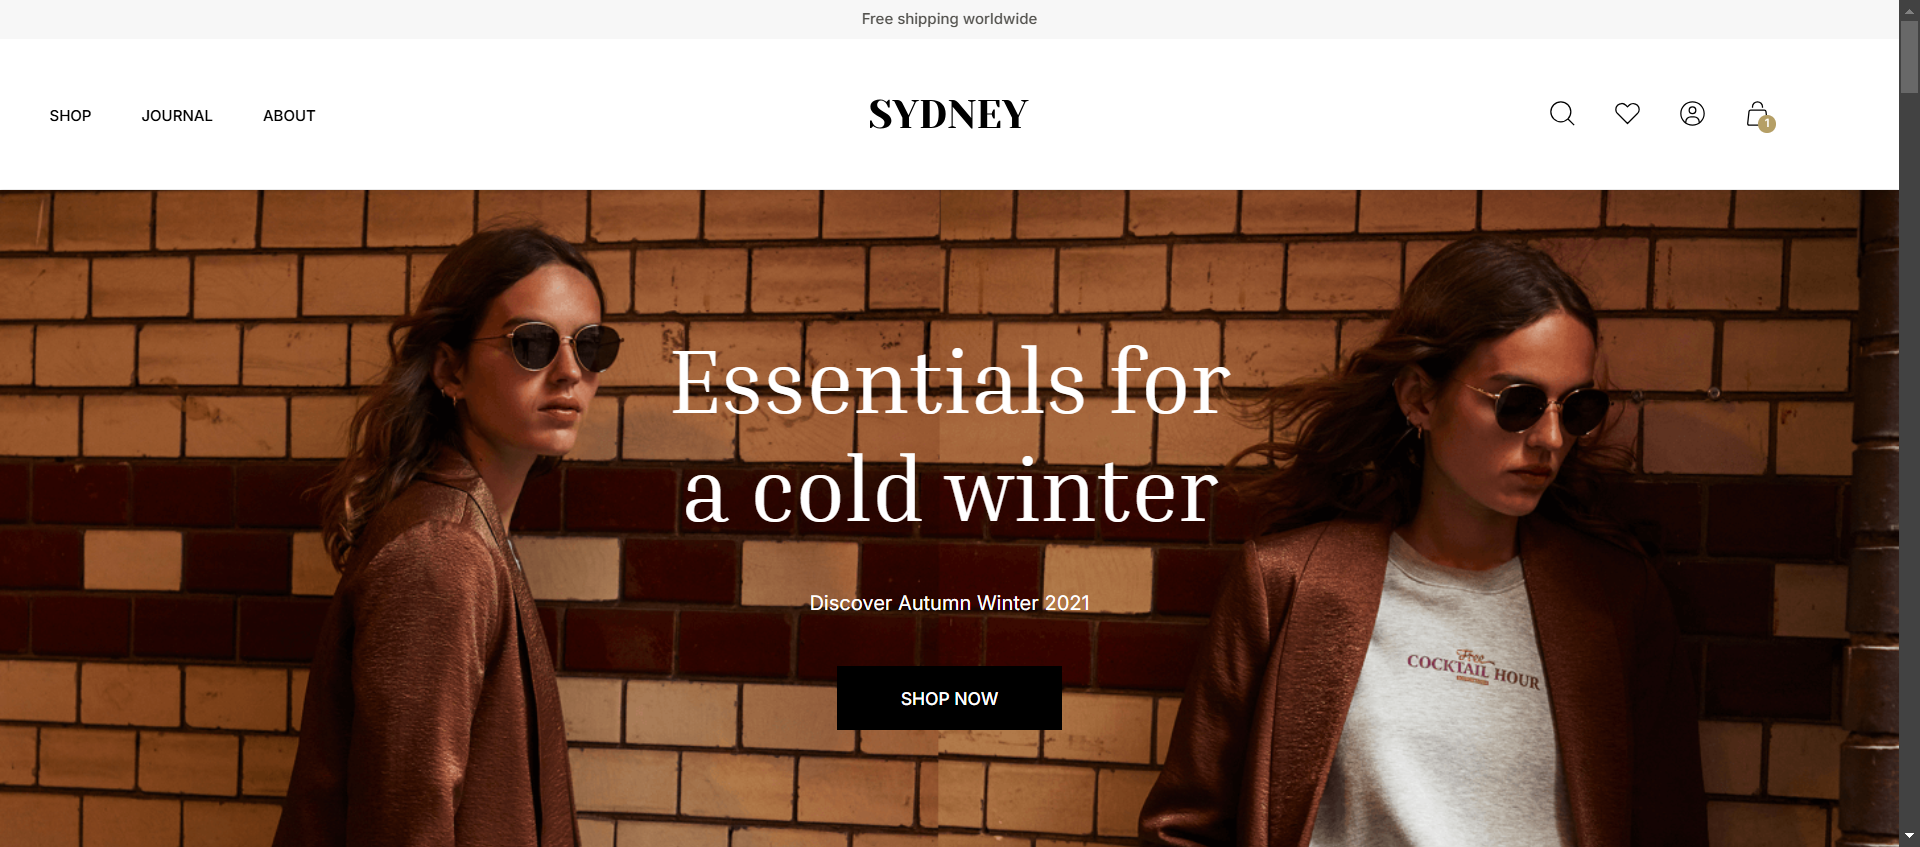 Free shipping worldwide
SHOP
JOURNAL
ABOUT
SYDNEY
1
Essentials for
a cold winter
Discover Autumn Winter 2021
SHOP NOW
Free
COCKTAIL HOUR